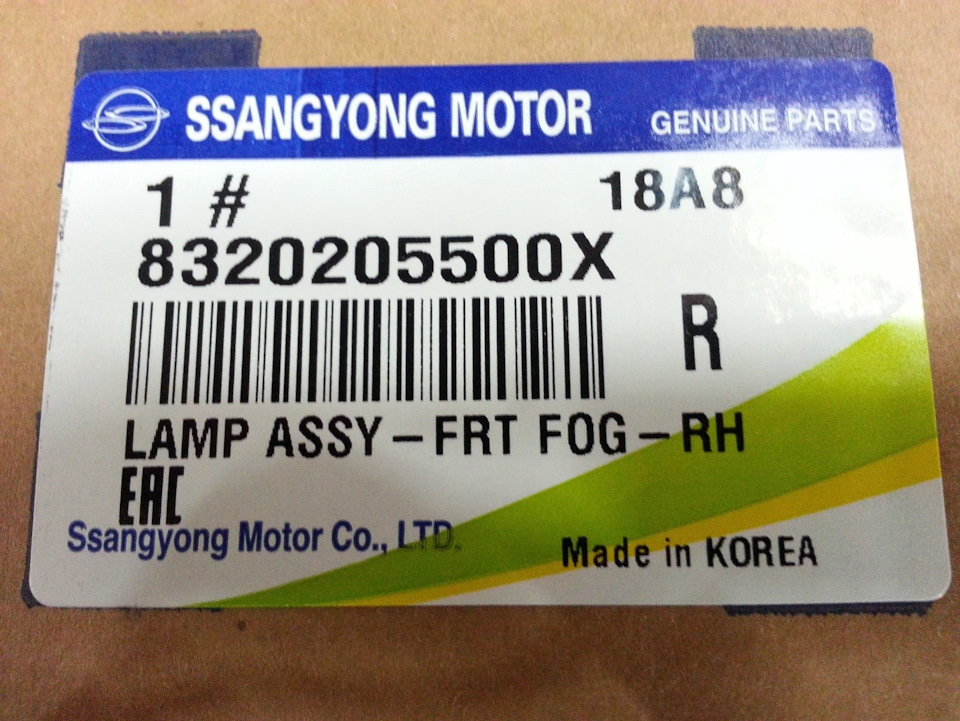 SSANGYONG MOTOR GENUINE PARTS
1 # 18A8
8320205500X
R
LAMP ASSY-FRT FOG-RH
EAC
Ssangyong Motor Co., LTD.
Made in KOREA